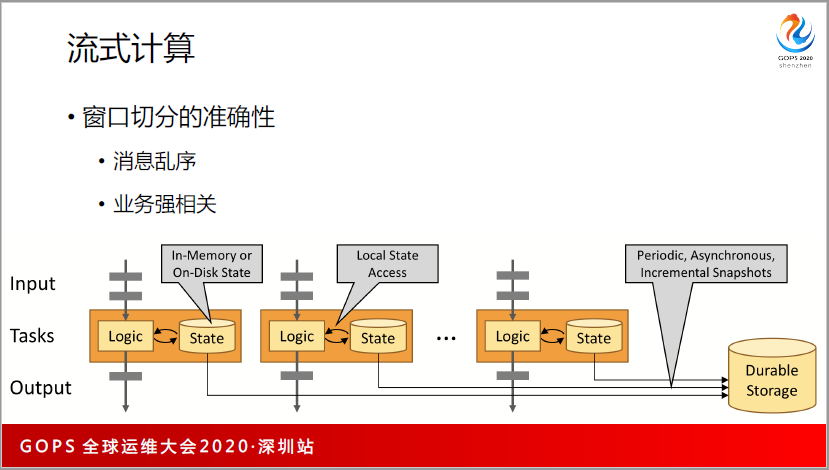 流式计算
GOPS 2020
shenzhen
• 窗口切分的准确性
• 消息乱序
• 业务强相关
In-Memory or
On-Disk State
Local State
Access
Periodic, Asynchronous,
Incremental Snapshots
Input
Tasks
Logic
State
Logic
State
...
Logic
State
Output
Durable
Storage
GOPS 全球运维大会2020·深圳站